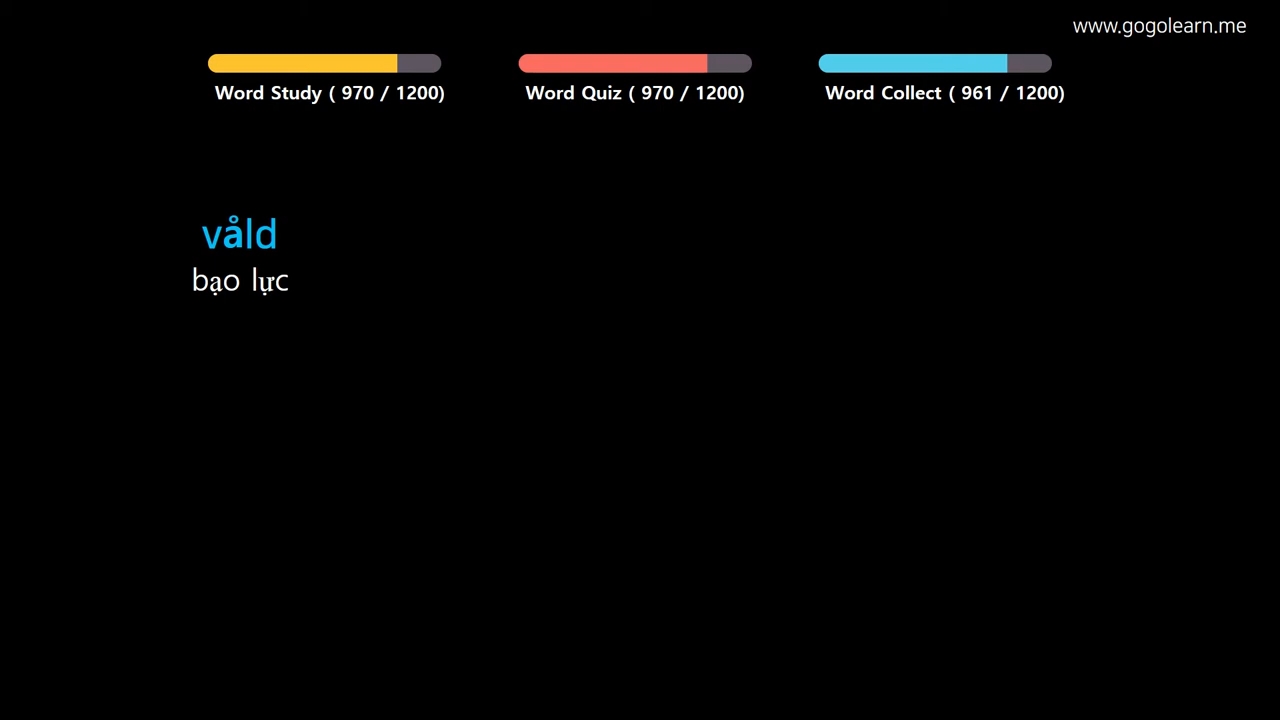 www.gogolearn.me
Word Study ( 970 / 1200)
Word Quiz ( 970 / 1200)
Word Collect ( 961 / 1200)
våld
bạo lực